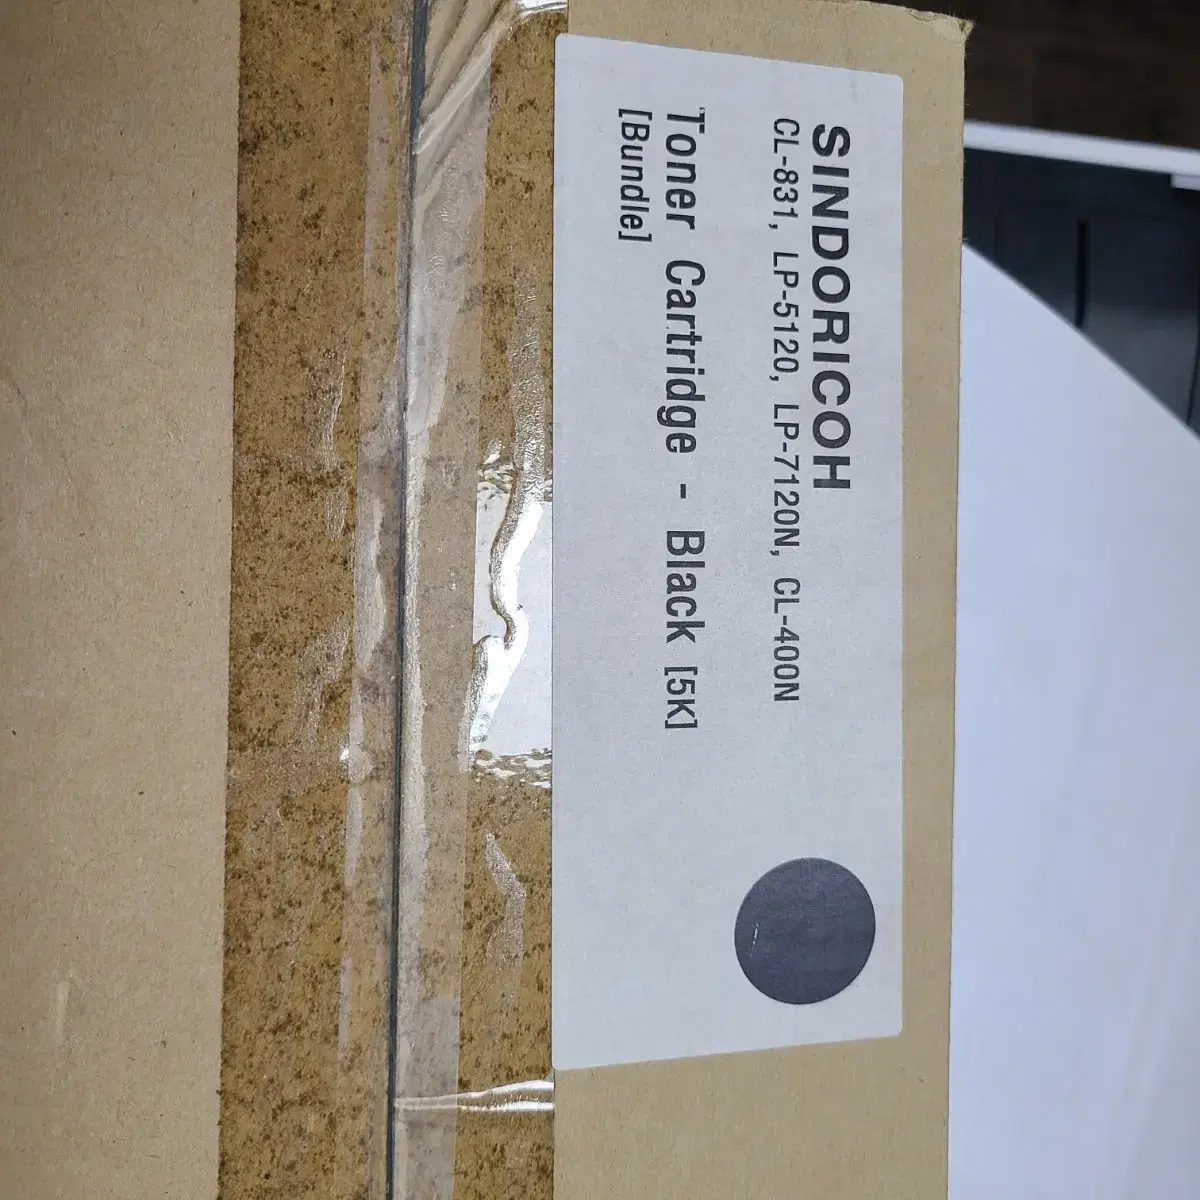 SINDORICOH
CL-831, LP-5120, LP-7120N, CL-400N
Toner Cartridge - Black [5K]
[Bundle]